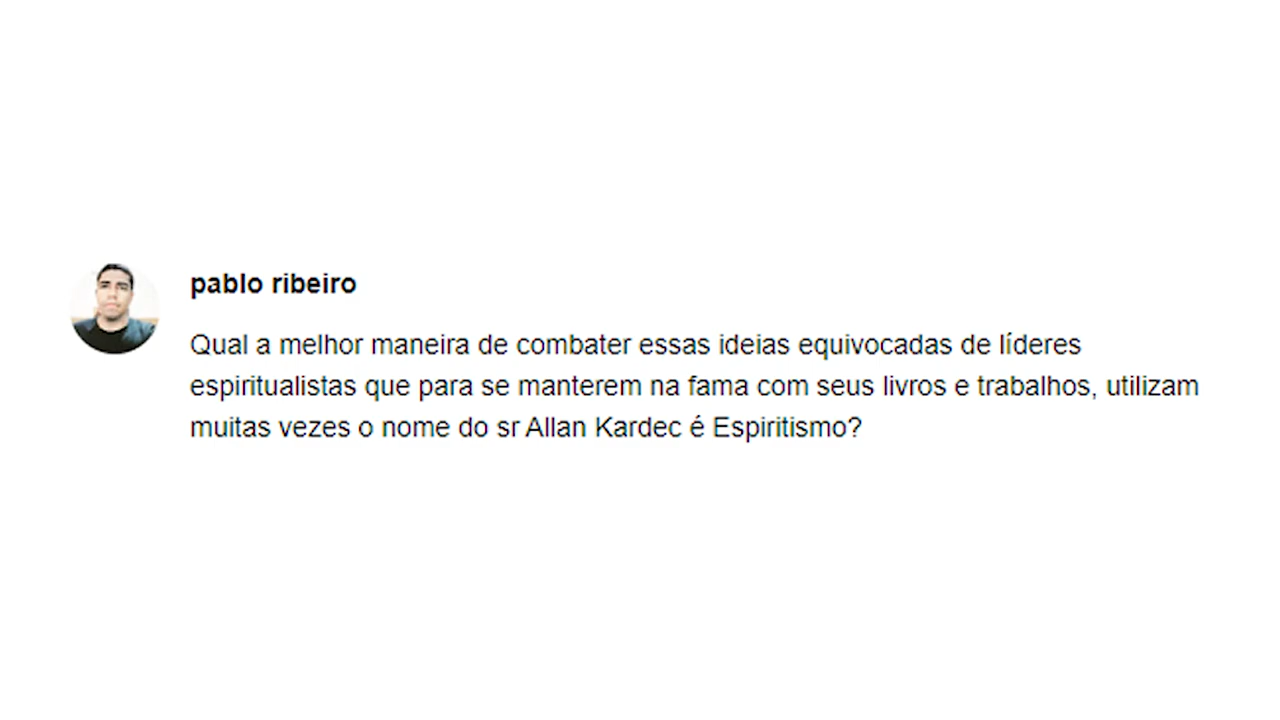 pablo ribeiro
Qual a melhor maneira de combater essas ideias equivocadas de líderes
espiritualistas que para se manterem na fama com seus livros e trabalhos, utilizam
muitas vezes o nome do sr Allan Kardec é Espiritismo?